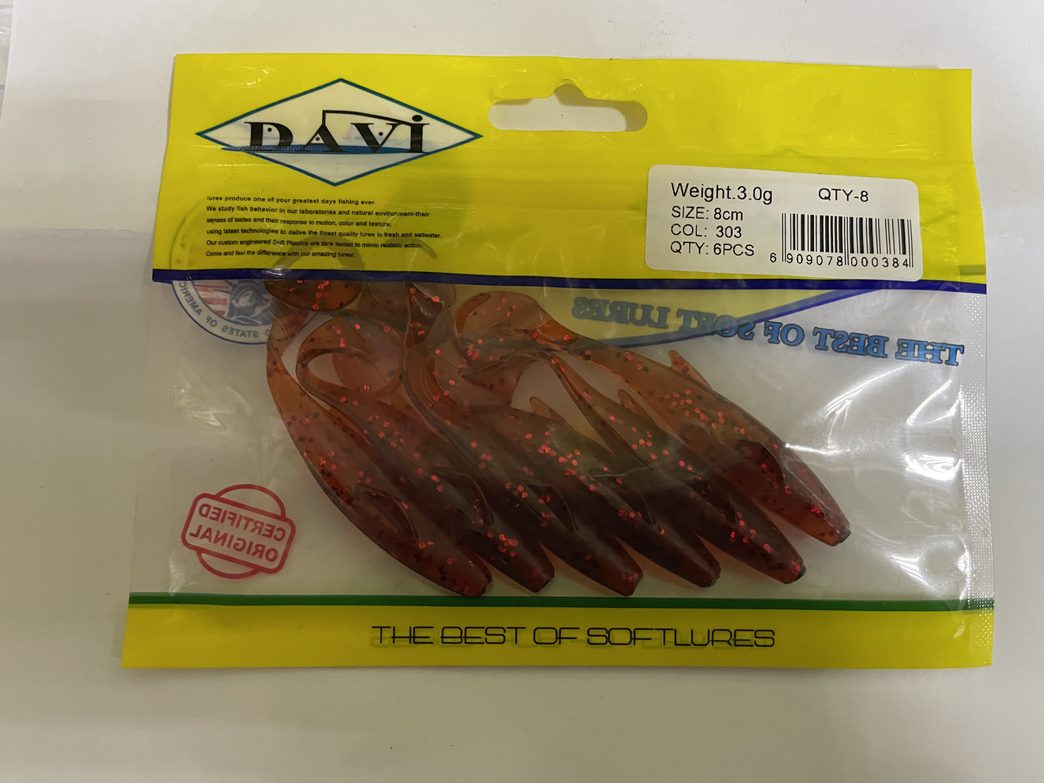 DAVİ
lures produce one of your greatest days fishing ever.
We study fish behavior in our laboratories and natural environment-their
senses of tastes and their response to motion, color and texture,
using latest technologies to delive the finest quality lures in fresh and saltwater.
Our custom engineered Soft Plastics are tank tested to mimic realistic action.
Come and feel the difference with our amazing lures!
Weight.3.0g QTY-8
SIZE: 8cm
COL: 303
Q'TY: 6PCS
6 909078 000384
THE BEST OF SOFT LURES
STATES OF AMERICA
CERTIFIED
ORIGINAL
THE BEST OF SOFTLURES